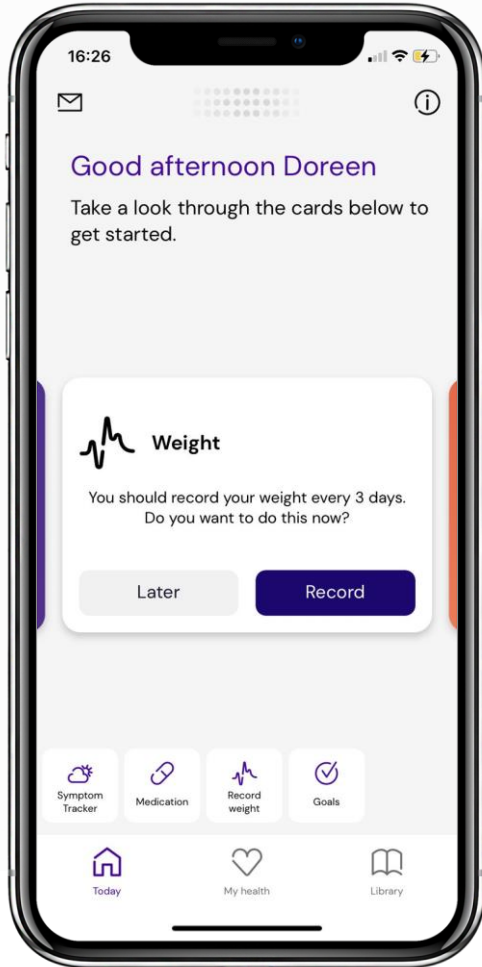 16:26
Good afternoon Doreen
Take a look through the cards below to
get started.
Weight
You should record your weight every 3 days.
Do you want to do this now?
Later
Record
Symptom
Tracker
Medication
Record
weight
Goals
Today
My health
Library